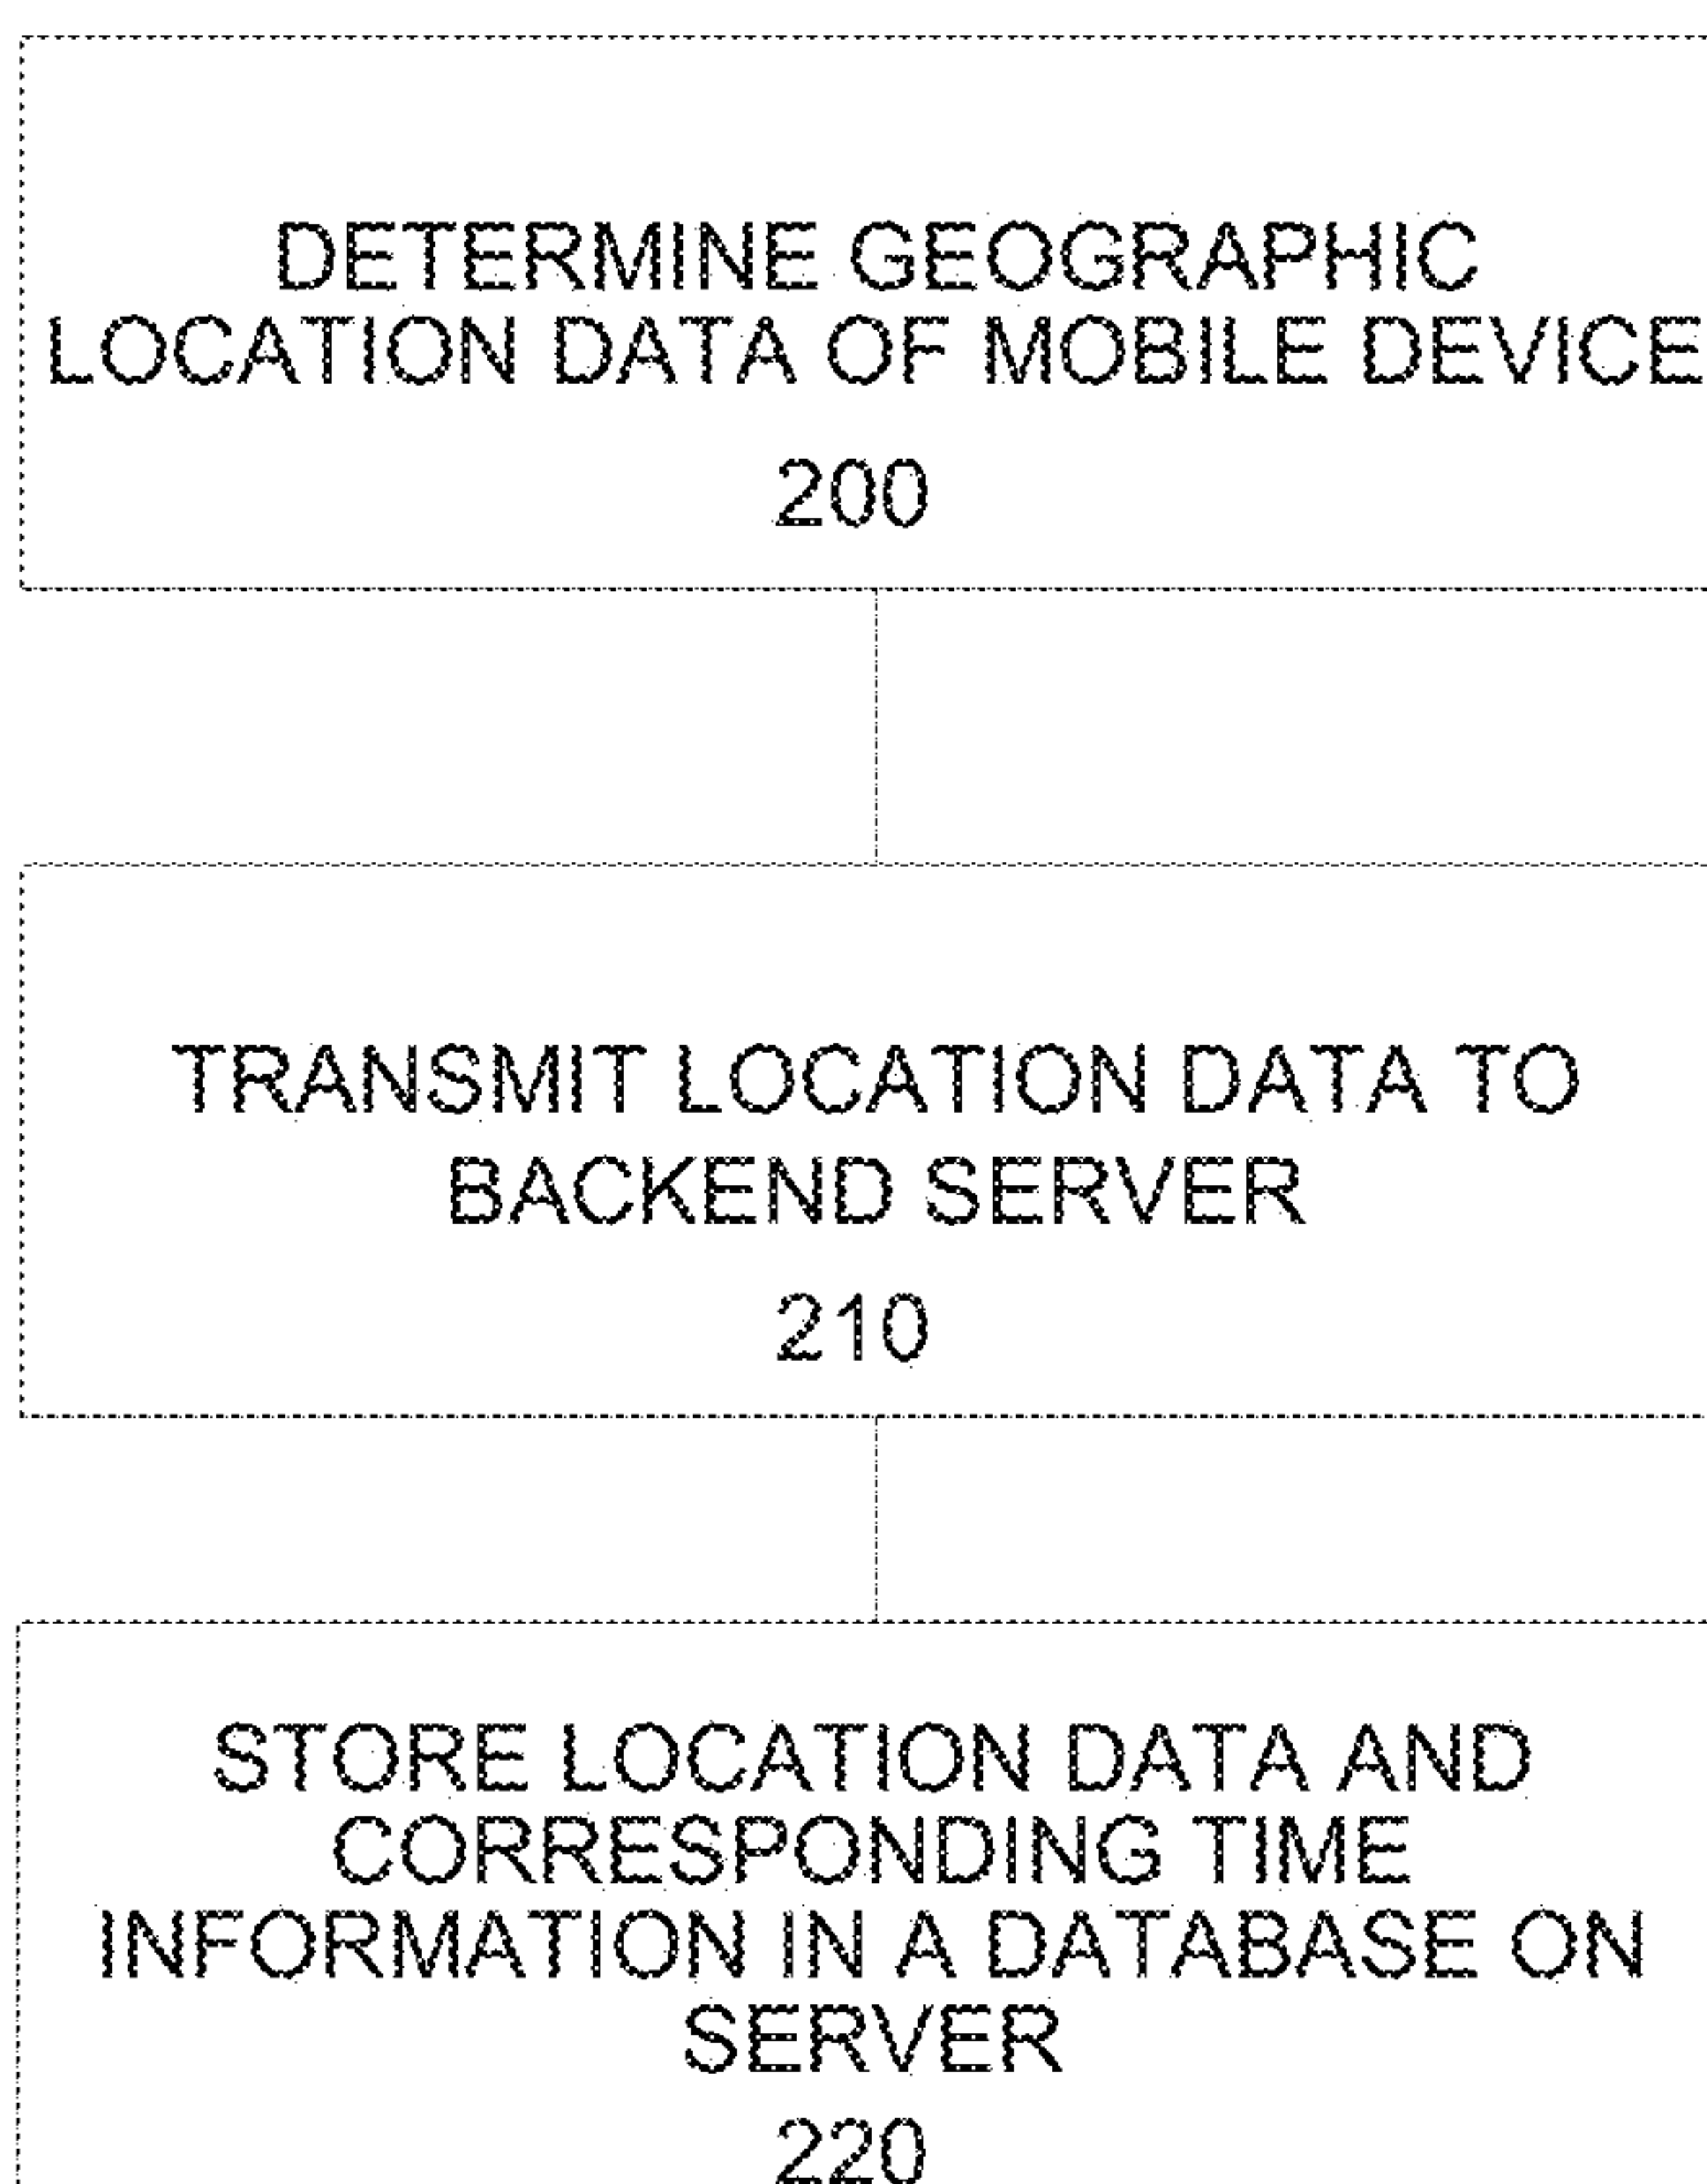 DETERMINE GEOGRAPHIC
LOCATION DATA OF MOBILE DEVICE
200
TRANSMIT LOCATION DATA TO
BACKEND SERVER
210
STORE LOCATION DATA AND
CORRESPONDING TIME
INFORMATION IN A DATABASE ON
SERVER
220